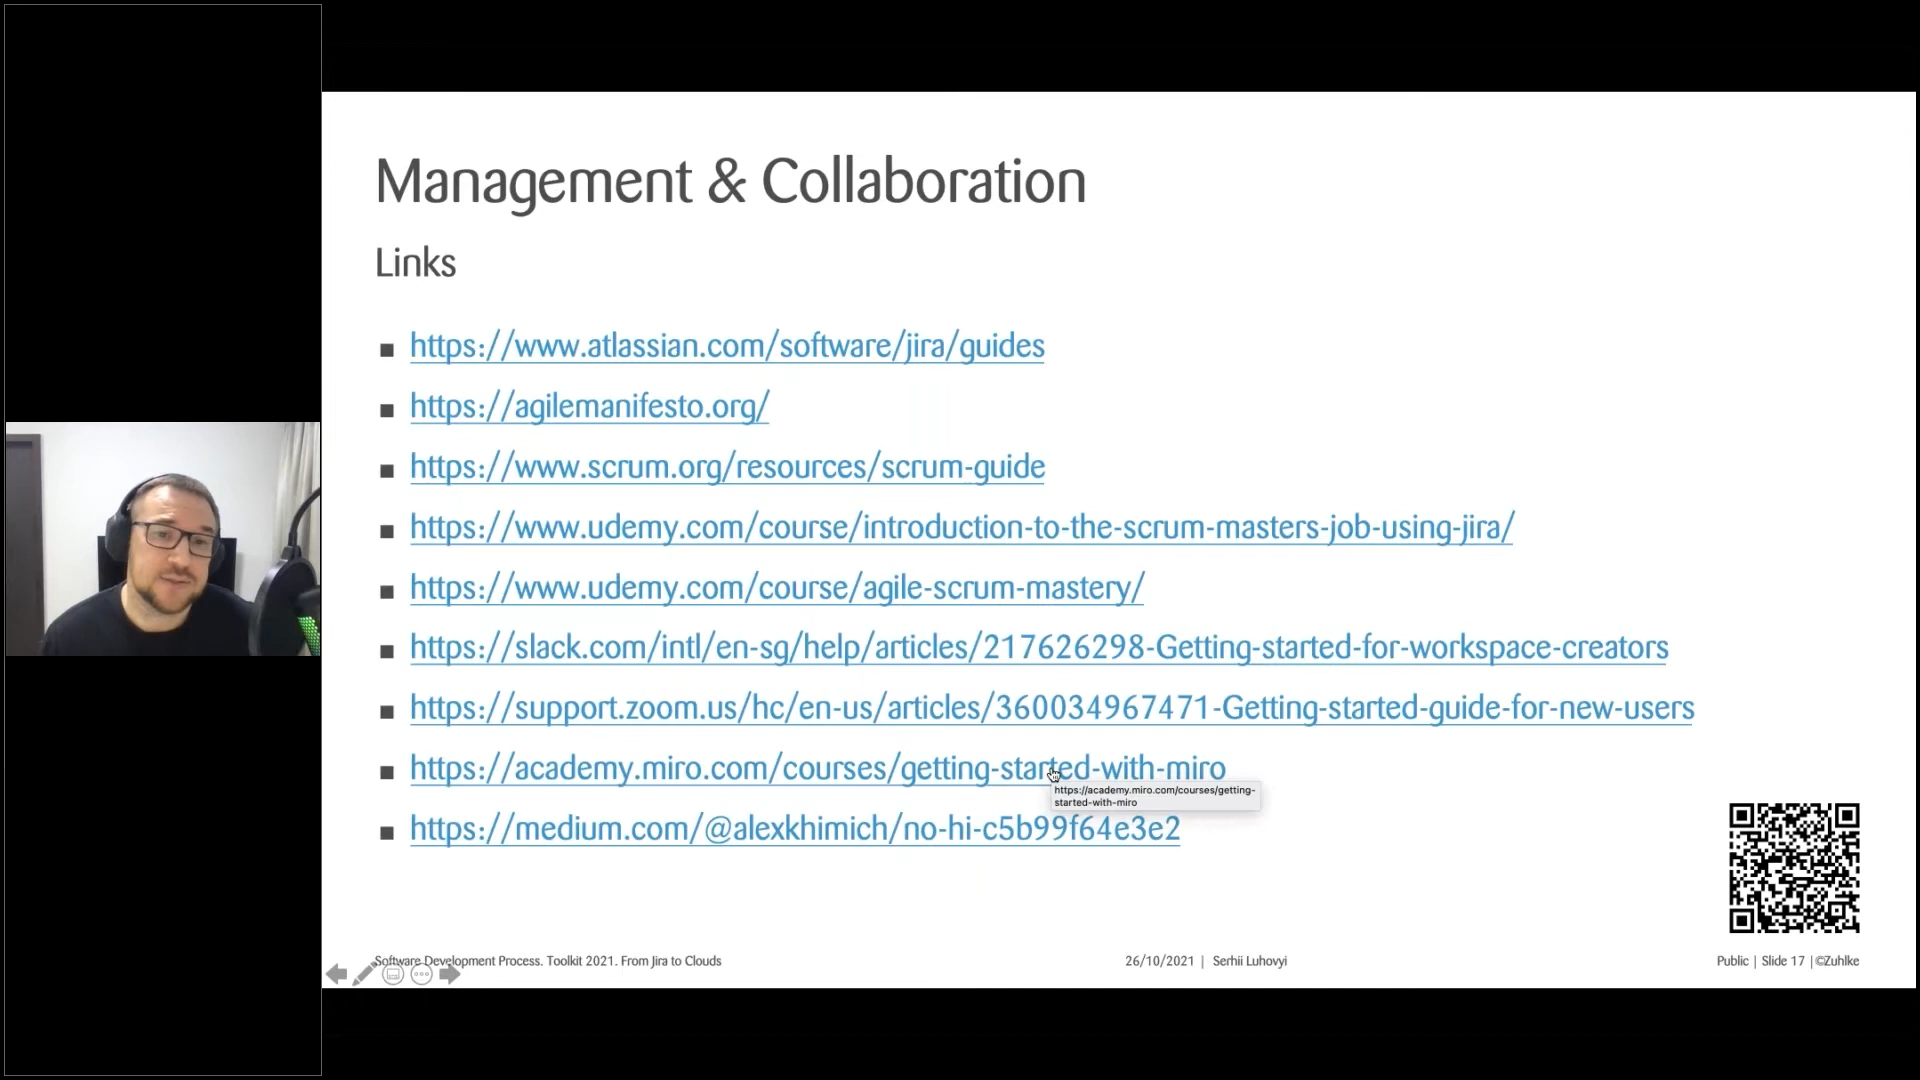 Management & Collaboration
Links
https://www.atlassian.com/software/jira/guides
https://agilemanifesto.org/
https://www.scrum.org/resources/scrum-guide
https://www.udemy.com/course/introduction-to-the-scrum-masters-job-using-jira/
https://www.udemy.com/course/agile-scrum-mastery/
https://slack.com/intl/en-sg/help/articles/217626298-Getting-started-for-workspace-creators
https://support.zoom.us/hc/en-us/articles/360034967471-Getting-started-guide-for-new-users
https://academy.miro.com/courses/getting-started-with-miro
https://academy.miro.com/courses/getting-
started-with-miro
https://medium.com/@alexkhimich/no-hi-c5b99f64e3e2
Software Development Process. Toolkit 2021. From Jira to Clouds
26/10/2021 | Serhii Luhovyi
Public | Slide 17 | ©Zuhlke